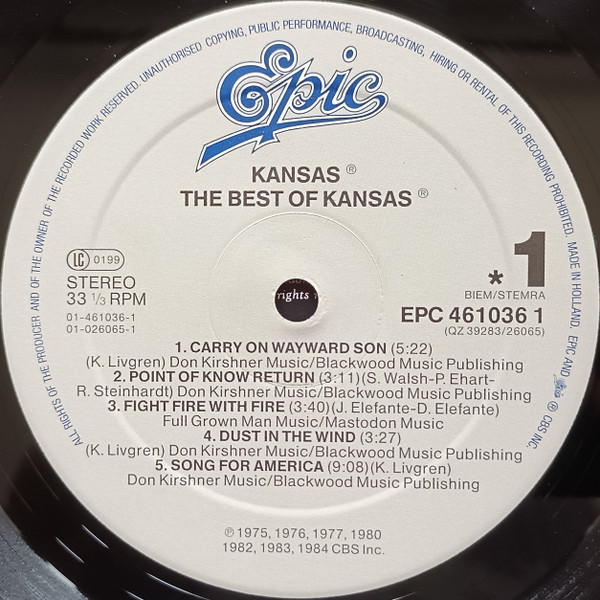 ALL RIGHTS OF THE PRODUCER AND OF THE OWNER OF THE RECORDED WORK RESERVED. UNAUTHORISED COPYING, PUBLIC PERFORMANCE, BROADCASTING, HIRING OR RENTAL OF THIS RECORDING PROHIBITED. MADE IN HOLLAND. EPIC AND Epic ® CBS INC.
Epic
KANSAS ®
THE BEST OF KANSAS ®
LC 0199
STEREO
33 1/3 RPM
01-461036-1
01-026065-1
* 1
BIEM/STEMRA
EPC 461036 1
(QZ 39283/26065)
rights
1. CARRY ON WAYWARD SON (5:22)
(K. Livgren) Don Kirshner Music/Blackwood Music Publishing
2. POINT OF KNOW RETURN (3:11)(S. Walsh-P. Ehart-
R. Steinhardt) Don Kirshner Music/Blackwood Music Publishing
3. FIGHT FIRE WITH FIRE (3:40)(J. Elefante-D. Elefante)
Full Grown Man Music/Mastodon Music
4. DUST IN THE WIND (3:27)
(K. Livgren) Don Kirshner Music/Blackwood Music Publishing
5. SONG FOR AMERICA (9:08)(K. Livgren)
Don Kirshner Music/Blackwood Music Publishing
℗ 1975, 1976, 1977, 1980
1982, 1983, 1984 CBS Inc.